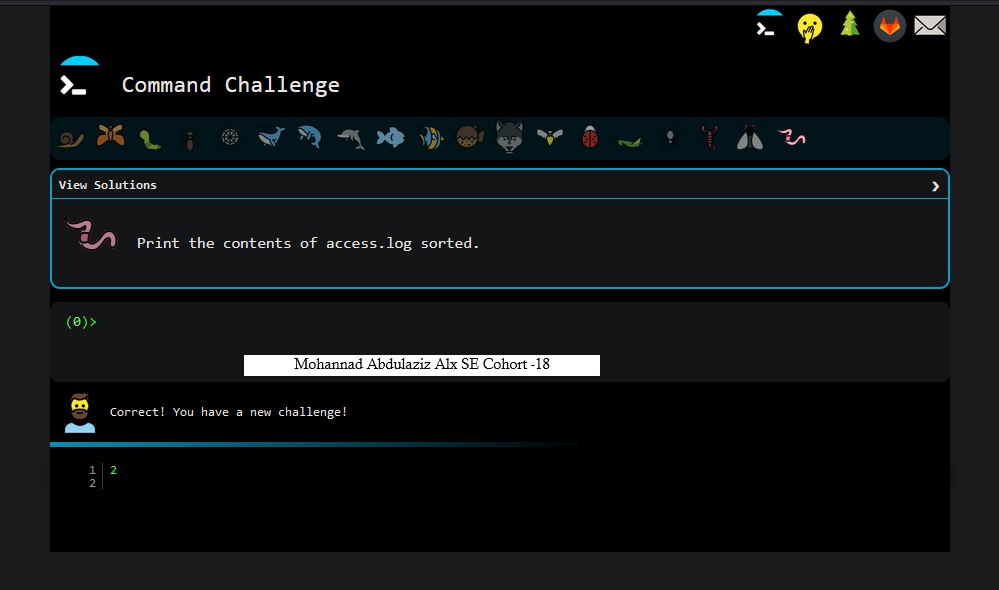 Command Challenge
View Solutions
Print the contents of access.log sorted.
(0)>
Mohannad Abdulaziz Alx SE Cohort -18
Correct! You have a new challenge!
1 2
2